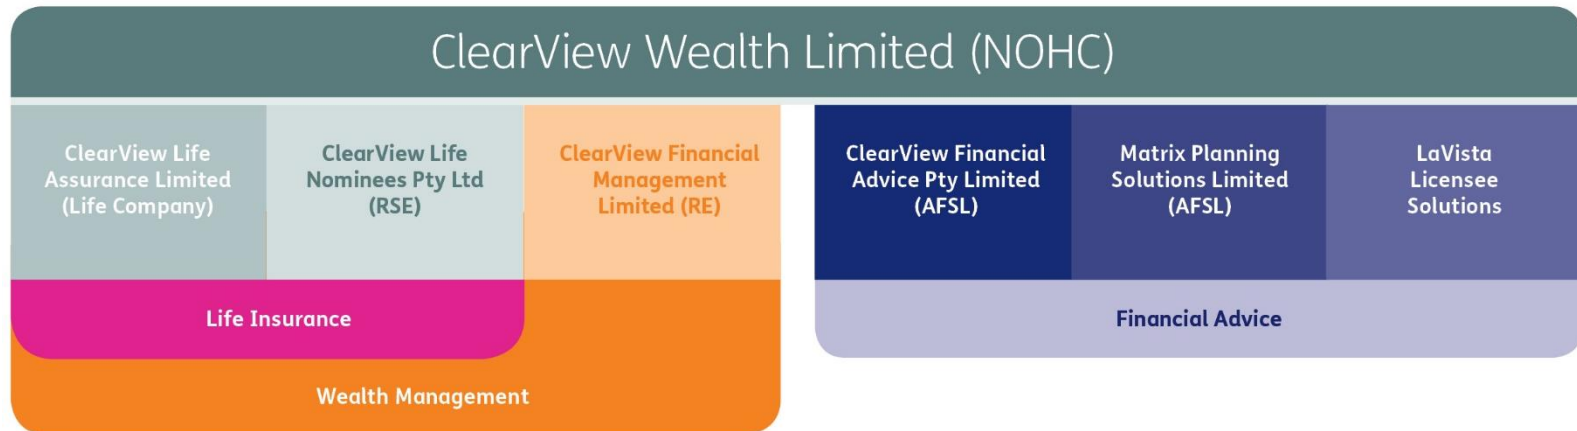 ClearView Wealth Limited (NOHC)
ClearView Life
Assurance Limited
(Life Company)
ClearView Life
Nominees Pty Ltd
(RSE)
ClearView Financial
Management
Limited (RE)
ClearView Financial
Advice Pty Limited
(AFSL)
Matrix Planning
Solutions Limited
(AFSL)
LaVista
Licensee
Solutions
Life Insurance
Financial Advice
Wealth Management